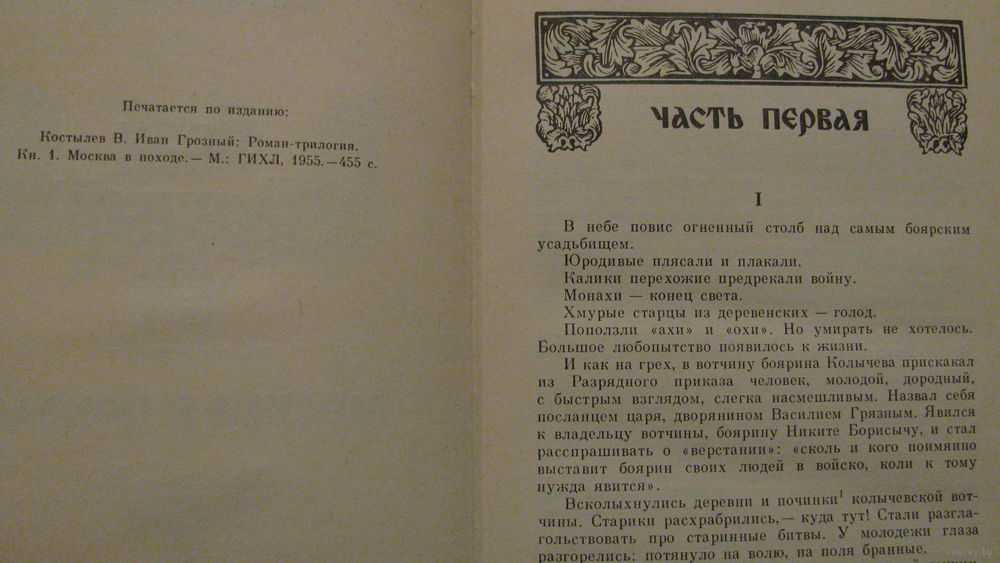 Печатается по изданию:
Костылев В. Иван Грозный: Роман-трилогия.
Кн. 1. Москва в походе.— М.: ГИХЛ, 1955.—455 с.
ЧАСТЬ ПЕРВАЯ
I
В небе повис огненный столб над самым боярским
усадьбищем.
Юродивые плясали и плакали.
Калики перехожие предрекали войну.
Монахи — конец света.
Хмурые старцы из деревенских — голод.
Поползли «ахи» и «охи». Но умирать не хотелось.
Большое любопытство появилось к жизни.
И как на грех, в вотчину боярина Колычева прискакал
из Разрядного приказа человек, молодой, дородный,
с быстрым взглядом, слегка насмешливым. Назвал себя
посланцем царя, дворянином Василием Грязным. Явился
к владельцу вотчины, боярину Никите Борисычу, и стал
расспрашивать о «верстании»: «сколь и кого поимянно
выставит боярин своих людей в войско, коли к тому
нужда явится».
Всколыхнулись деревни и починки¹ колычевской вот-
чины. Старики расхрабрились,— куда тут! Стали разгла-
гольствовать про старинные битвы. У молодежи глаза
разгорелись: потянуло на волю, на поля бранные.